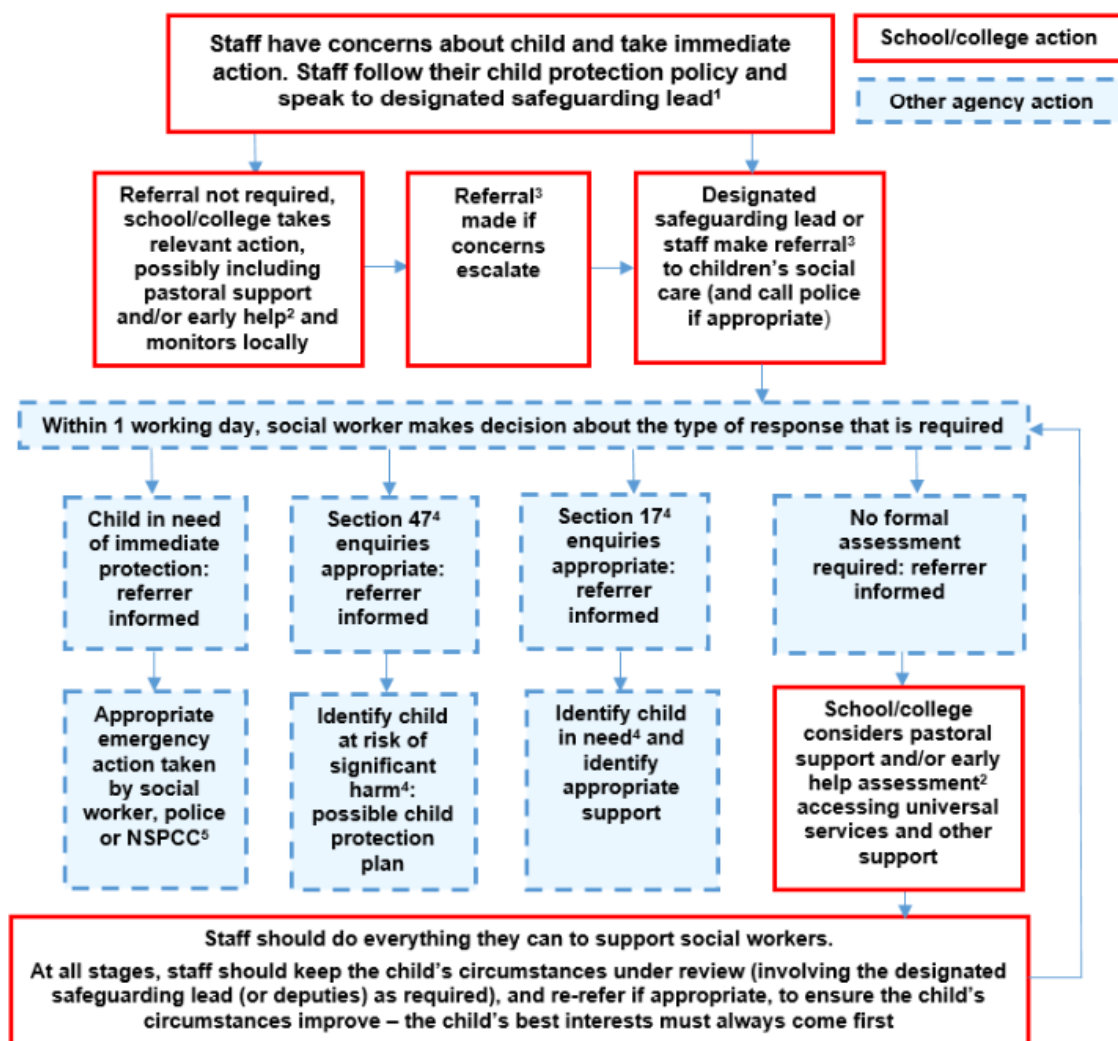 Staff have concerns about child and take immediate
action. Staff follow their child protection policy and
speak to designated safeguarding lead¹
School/college action
Other agency action
Referral not required,
school/college takes
relevant action,
possibly including
pastoral support
and/or early help² and
monitors locally
Referral³
made if
concerns
escalate
Designated
safeguarding lead or
staff make referral³
to children’s social
care (and call police
if appropriate)
Within 1 working day, social worker makes decision about the type of response that is required
Child in need
of immediate
protection:
referrer
informed
Section 47⁴
enquiries
appropriate:
referrer
informed
Section 17⁴
enquiries
appropriate:
referrer
informed
No formal
assessment
required: referrer
informed
Appropriate
emergency
action taken
by social
worker, police
or NSPCC⁵
Identify child
at risk of
significant
harm⁴:
possible child
protection
plan
Identify child
in need⁴ and
identify
appropriate
support
School/college
considers pastoral
support and/or early
help assessment²
accessing universal
services and other
support
Staff should do everything they can to support social workers.
At all stages, staff should keep the child’s circumstances under review (involving the designated
safeguarding lead (or deputies) as required), and re-refer if appropriate, to ensure the child’s
circumstances improve – the child’s best interests must always come first